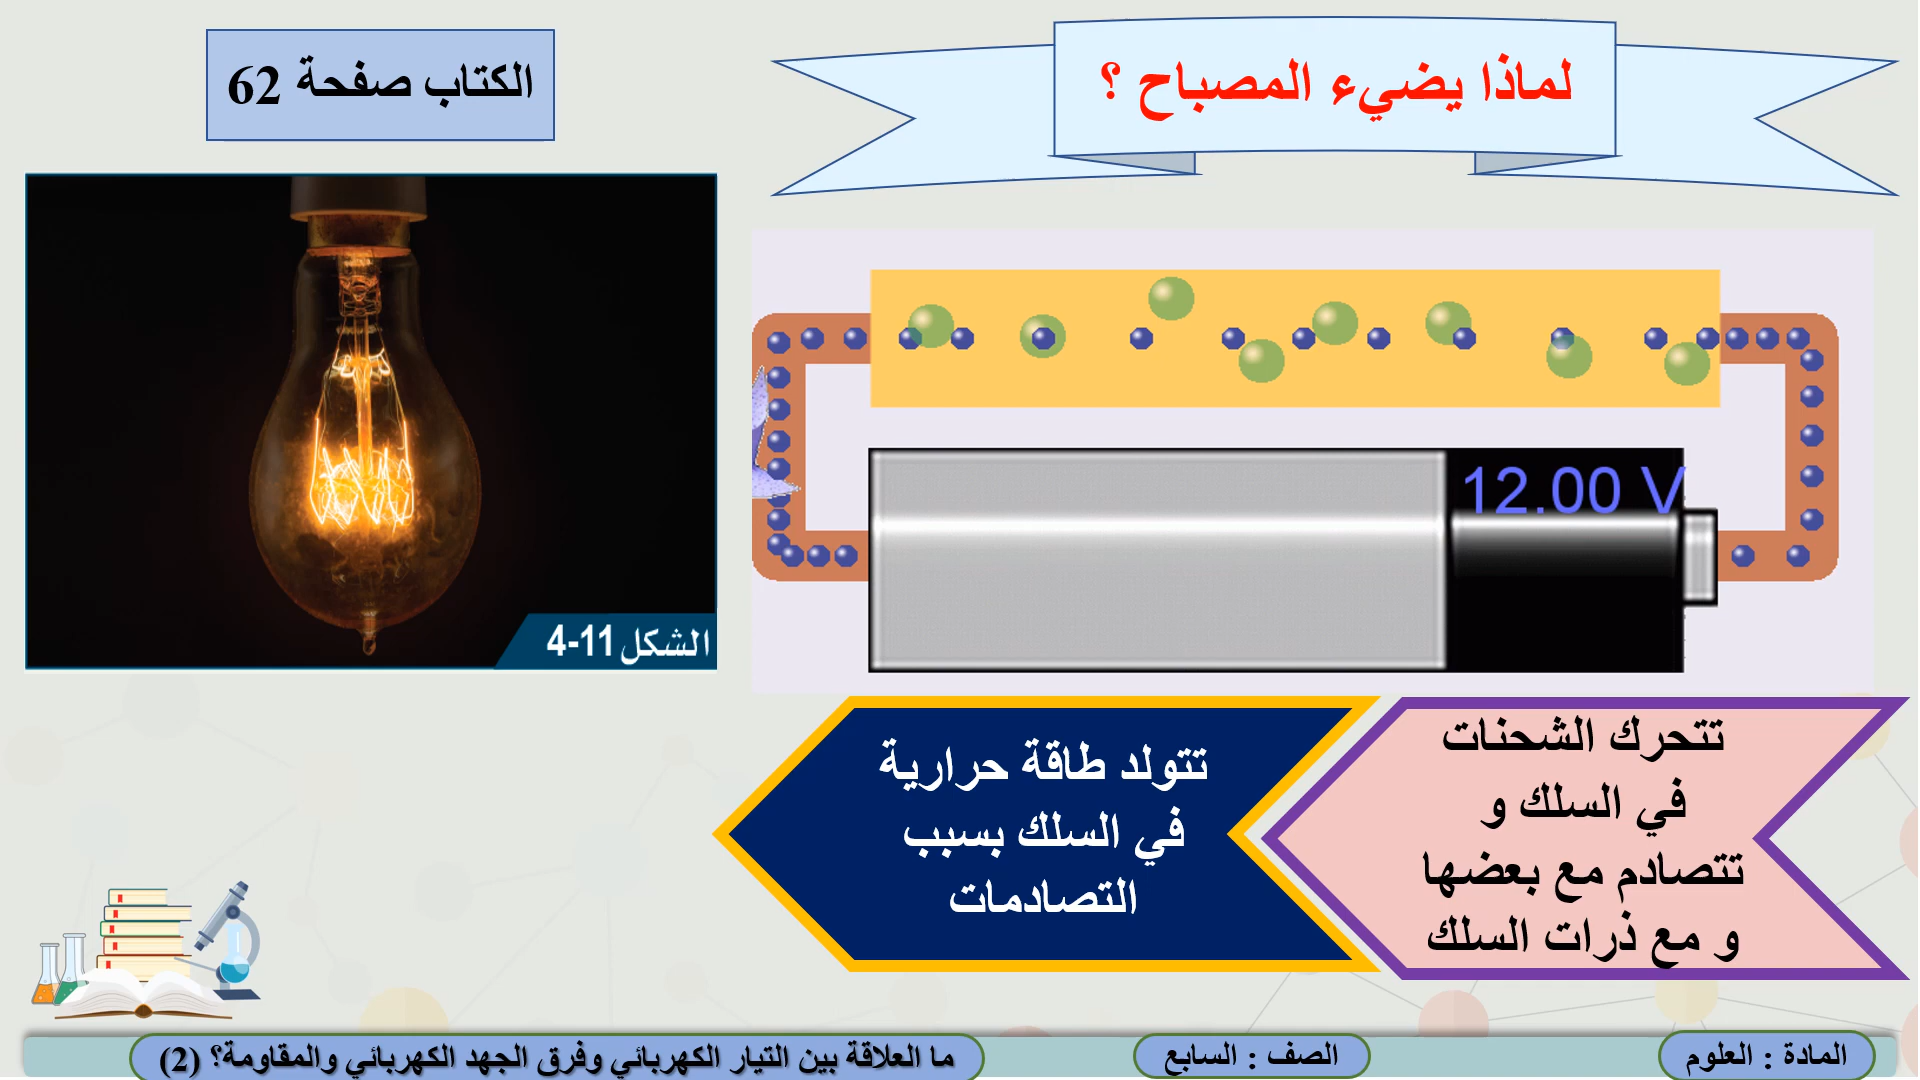 لماذا يضيء المصباح ؟
الكتاب صفحة 62
12.00 V
الشكل 11-4
تتحرك الشحنات
في السلك و
تتصادم مع بعضها
و مع ذرات السلك
تتولد طاقة حرارية
في السلك بسبب
التصادمات
المادة : العلوم
الصف : السابع
ما العلاقة بين التيار الكهربائي وفرق الجهد الكهربائي والمقاومة؟ (2)